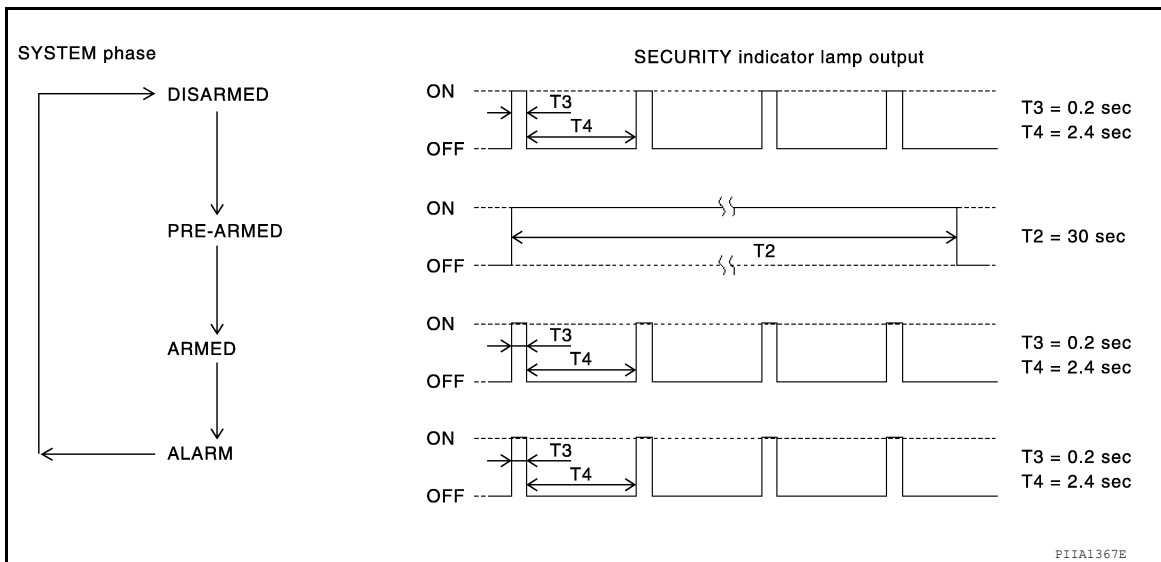 SYSTEM phase
SECURITY indicator lamp output
DISARMED
ON
T3
T4
OFF
T3 = 0.2 sec
T4 = 2.4 sec
PRE-ARMED
ON
T2
OFF
T2 = 30 sec
ARMED
ON
T3
T4
OFF
T3 = 0.2 sec
T4 = 2.4 sec
ALARM
ON
T3
T4
OFF
T3 = 0.2 sec
T4 = 2.4 sec
PIIA1367E